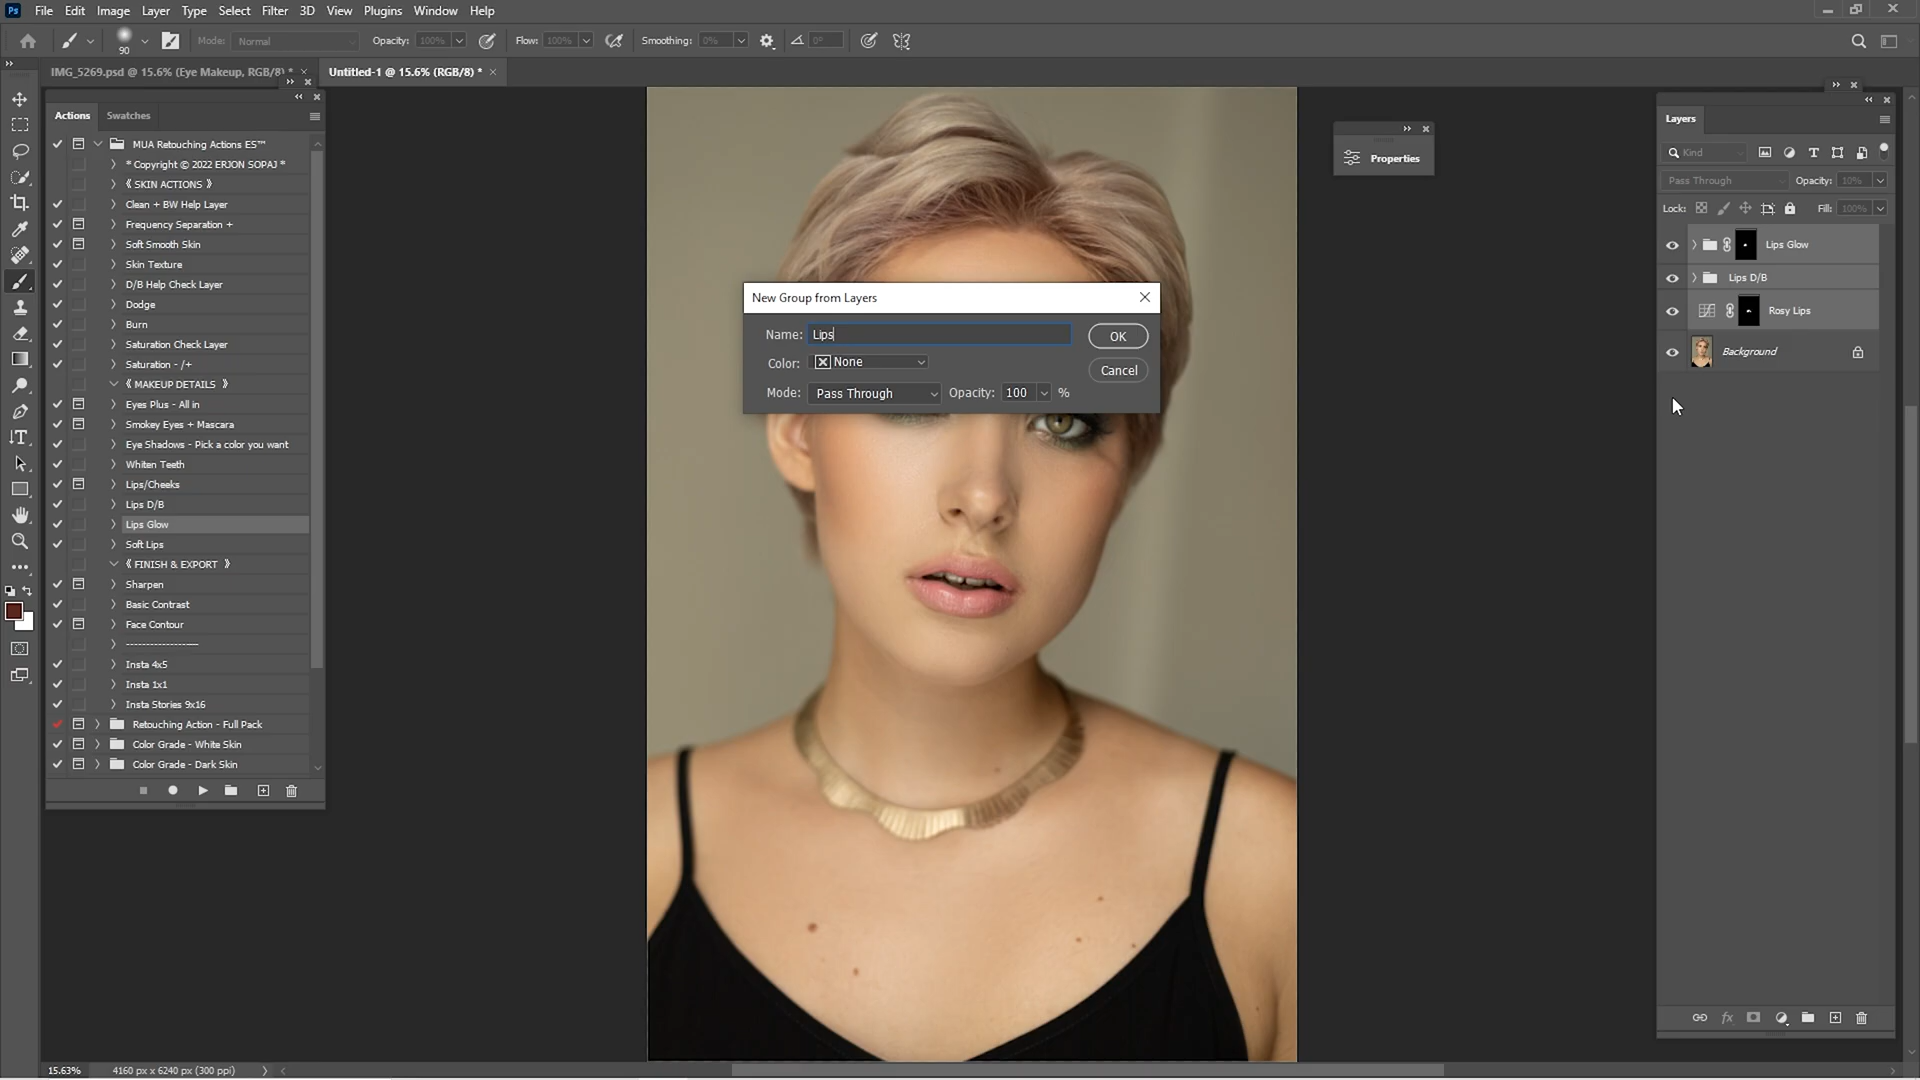 Ps File Edit Image Layer Type Select Filter 3D View Plugins Window Help
90 Mode: Normal Opacity: 100% Flow: 100% Smoothing: 0% 0°
IMG_5269.psd @ 15.6% (Eye Makeup, RGB/8) * × Untitled-1 @ 15.6% (RGB/8) * ×
Actions Swatches
MUA Retouching Actions ES™
* Copyright © 2022 ERJON SOPAJ *
《 SKIN ACTIONS 》
Clean + BW Help Layer
Frequency Separation +
Soft Smooth Skin
Skin Texture
D/B Help Check Layer
Dodge
Burn
Saturation Check Layer
Saturation - /+
《 MAKEUP DETAILS 》
Eyes Plus - All in
Smokey Eyes + Mascara
Eye Shadows - Pick a color you want
Whiten Teeth
Lips/Cheeks
Lips D/B
Lips Glow
Soft Lips
《 FINISH & EXPORT 》
Sharpen
Basic Contrast
Face Contour
--------------------
Insta 4x5
Insta 1x1
Insta Stories 9x16
Retouching Action - Full Pack
Color Grade - White Skin
Color Grade - Dark Skin
New Group from Layers
Name: Lips
OK
Color: None
Cancel
Mode: Pass Through Opacity: 100 %
Properties
Layers
Kind
Pass Through Opacity: 10%
Lock: Fill: 100%
Lips Glow
Lips D/B
Rosy Lips
Background
fx
15.63% 4160 px x 6240 px (300 ppi)